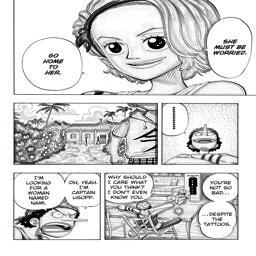 SHE
MUST BE
WORRIED.
GO
HOME TO
HER.
YOU'RE
NOT SO
BAD...
...DESPITE
THE
TATTOOS.
WHY SHOULD
I CARE WHAT
YOU THINK?
I DON'T
EVEN KNOW
YOU.
OH, YEAH.
I'M
CAPTAIN
USOPP.
I'M
LOOKING
FOR A
WOMAN
NAMED
NAMI.